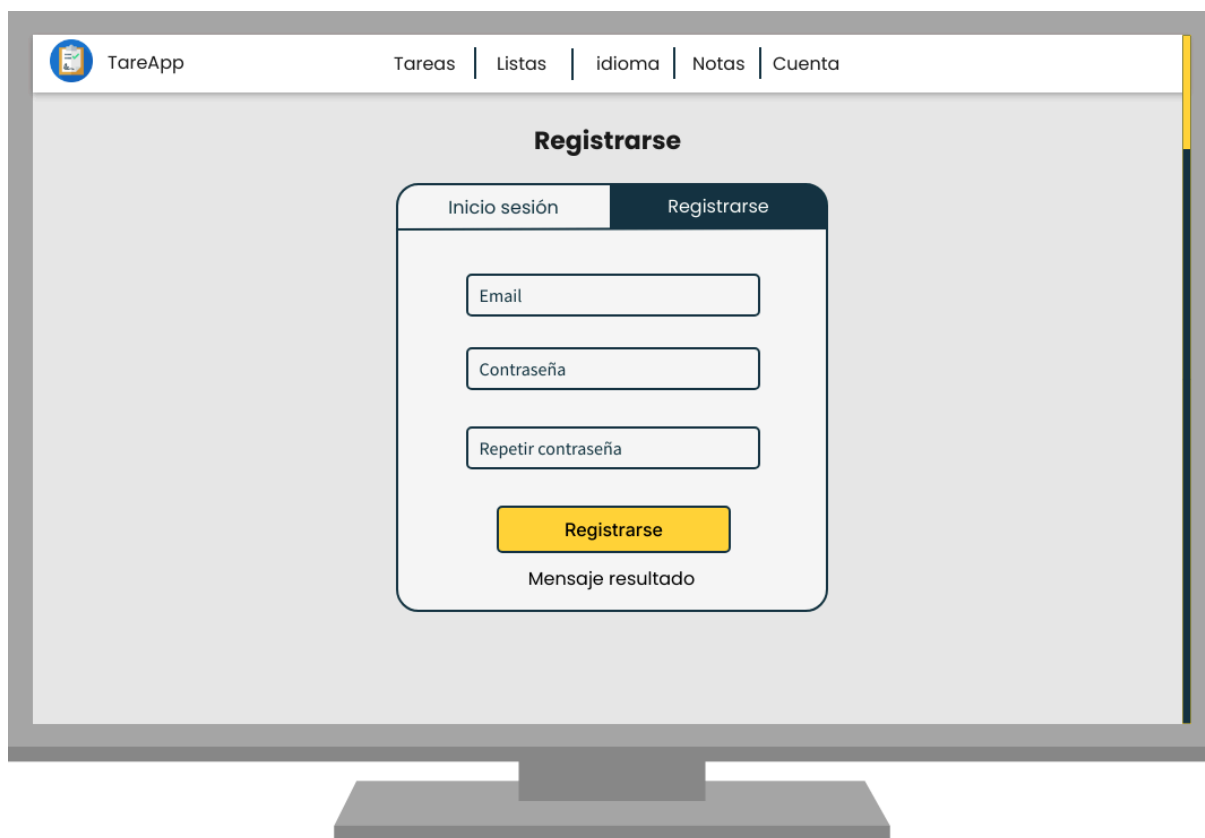 TareApp Tareas Listas idioma Notas Cuenta
Registrarse
Inicio sesión Registrarse
Email
Contraseña
Repetir contraseña
Registrarse
Mensaje resultado